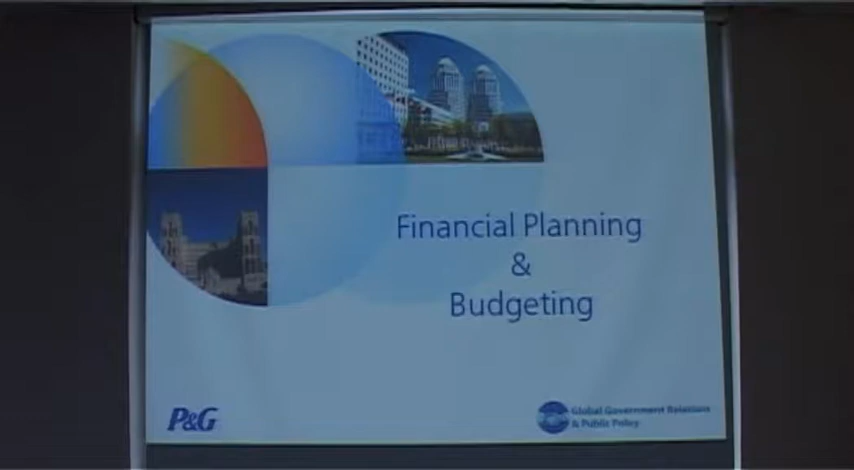 Financial Planning
&
Budgeting
P&G
Global Government Relations
& Public Policy